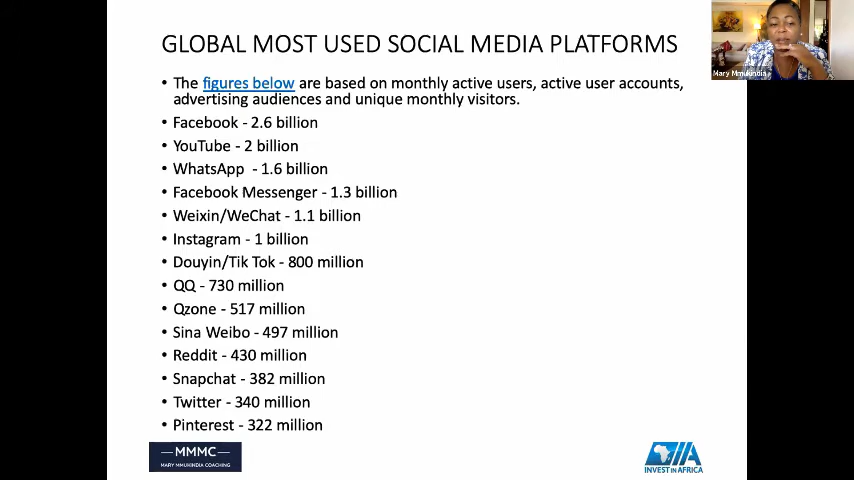 GLOBAL MOST USED SOCIAL MEDIA PLATFORMS
Mary Mmukindia
• The figures below are based on monthly active users, active user accounts,
advertising audiences and unique monthly visitors.
• Facebook - 2.6 billion
• YouTube - 2 billion
• WhatsApp - 1.6 billion
• Facebook Messenger - 1.3 billion
• Weixin/WeChat - 1.1 billion
• Instagram - 1 billion
• Douyin/Tik Tok - 800 million
• QQ - 730 million
• Qzone - 517 million
• Sina Weibo - 497 million
• Reddit - 430 million
• Snapchat - 382 million
• Twitter - 340 million
• Pinterest - 322 million
—MMMC—
MARY MMUKINDIA COACHING
IIA
INVEST IN AFRICA